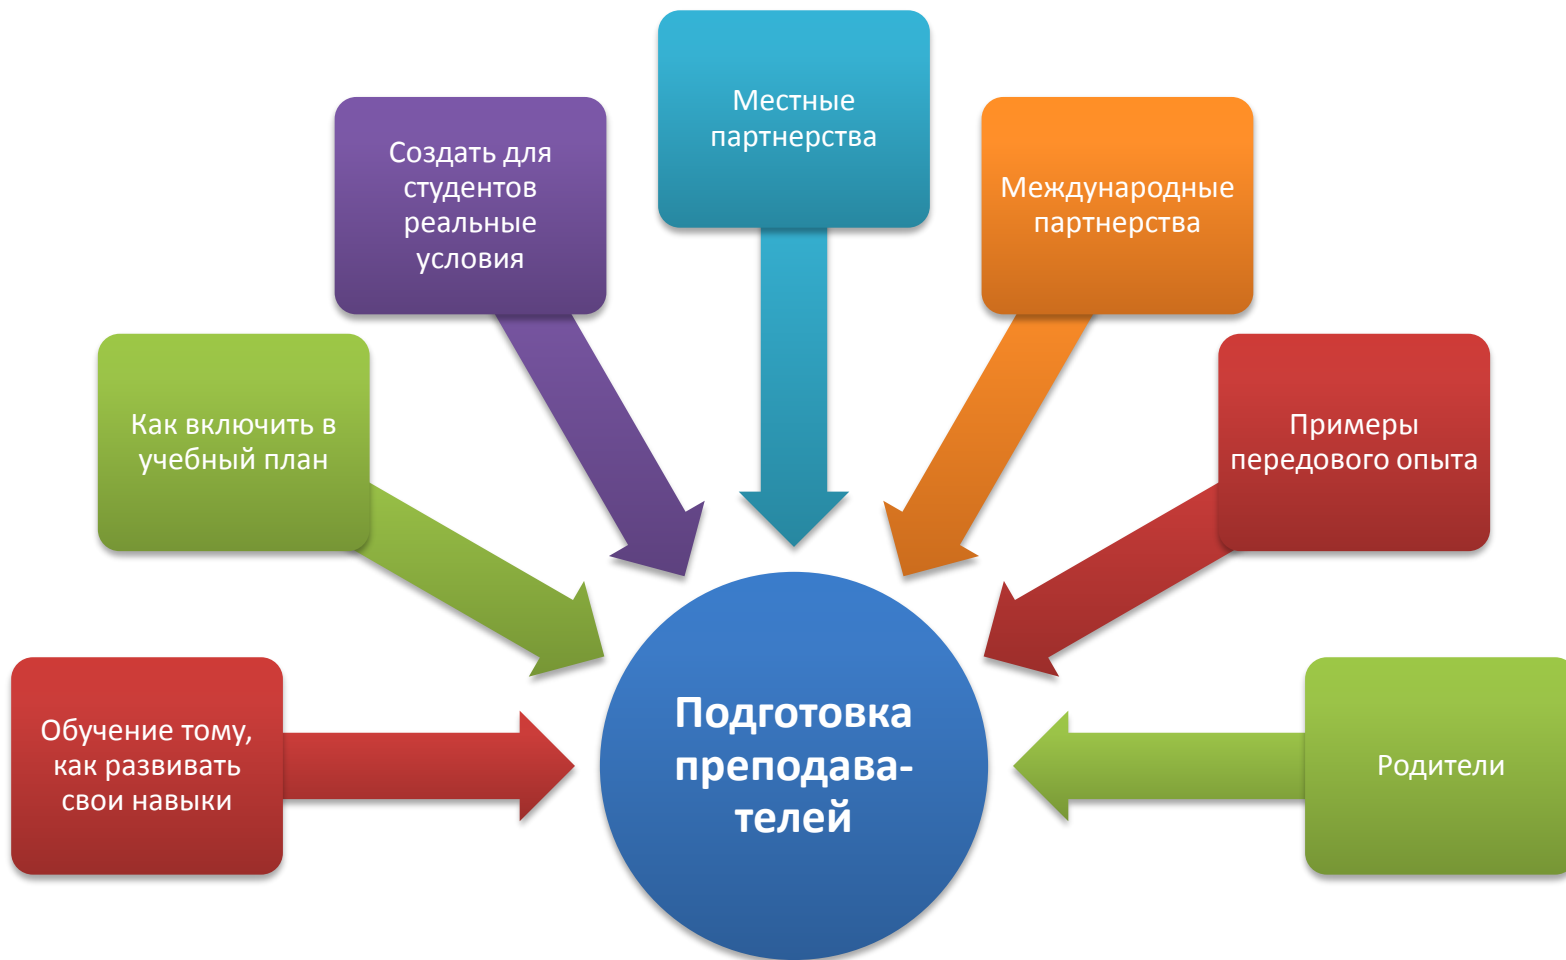 Местные
партнерства
Создать для
студентов
реальные
условия
Международные
партнерства
Как включить в
учебный план
Примеры
передового опыта
Обучение тому,
как развивать
свои навыки
Подготовка
преподава-
телей
Родители